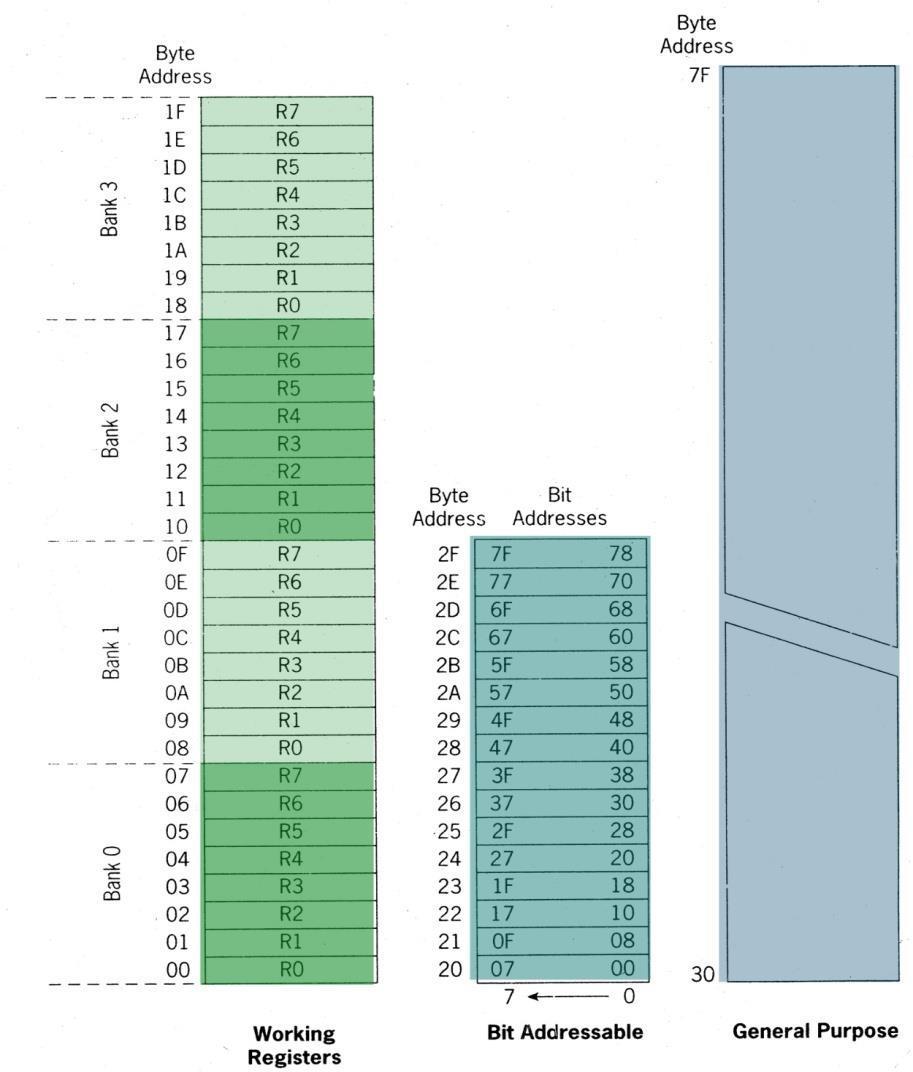 Byte
Address
1F R7
1E R6
1D R5
1C R4
1B R3
1A R2
19 R1
18 R0
Bank 3
17 R7
16 R6
15 R5
14 R4
13 R3
12 R2
11 R1
10 R0
Bank 2
0F R7
0E R6
0D R5
0C R4
0B R3
0A R2
09 R1
08 R0
Bank 1
07 R7
06 R6
05 R5
04 R4
03 R3
02 R2
01 R1
00 R0
Bank 0
Working
Registers
Byte Bit
Address Addresses
2F 7F 78
2E 77 70
2D 6F 68
2C 67 60
2B 5F 58
2A 57 50
29 4F 48
28 47 40
27 3F 38
26 37 30
25 2F 28
24 27 20
23 1F 18
22 17 10
21 0F 08
20 07 00
7 0
Bit Addressable
Byte
Address
7F
30
General Purpose